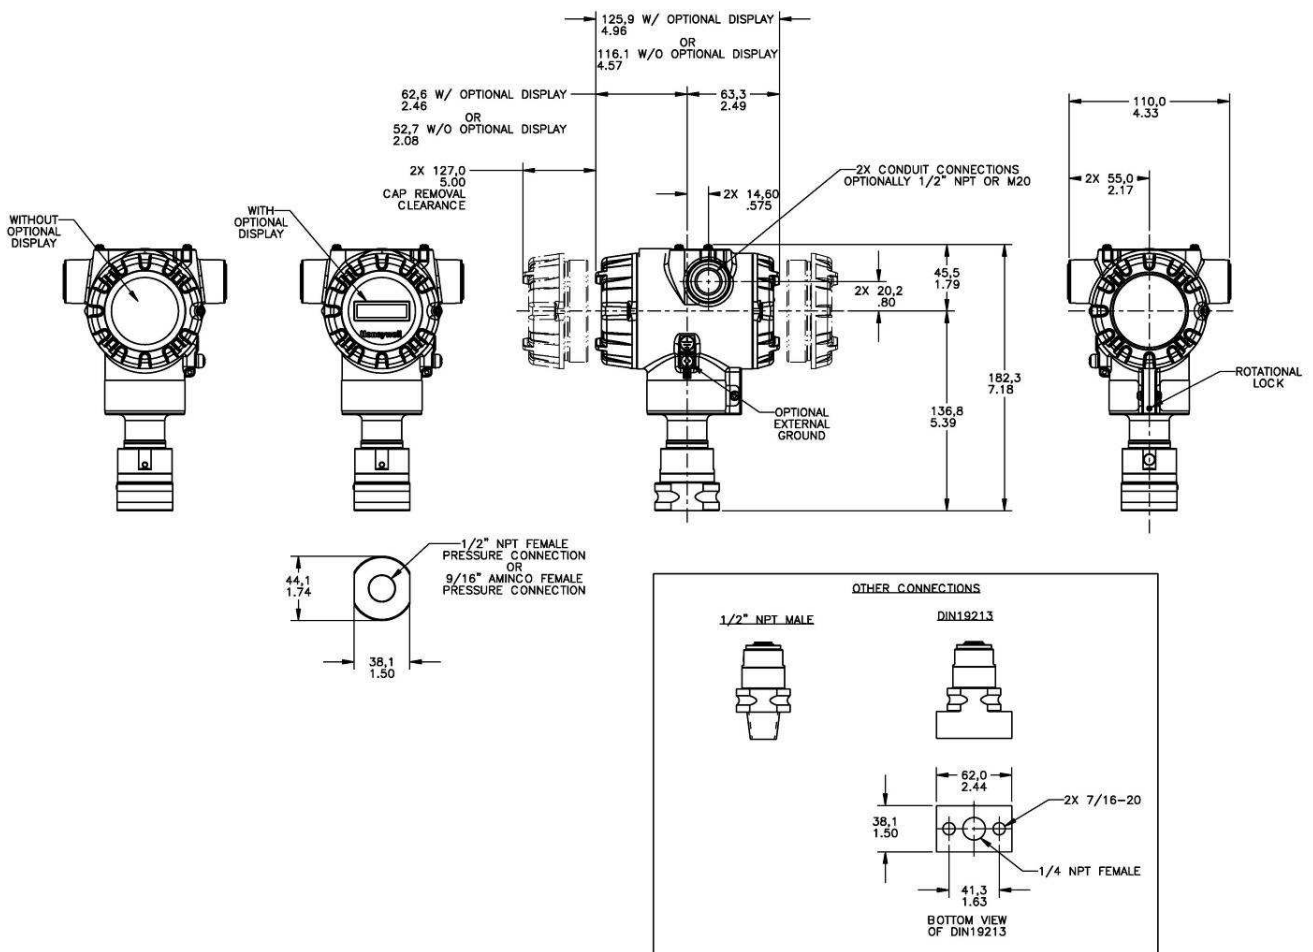 125,9 W/ OPTIONAL DISPLAY
4.96
OR
116.1 W/O OPTIONAL DISPLAY
4.57
62,6 W/ OPTIONAL DISPLAY
2.46
OR
52,7 W/O OPTIONAL DISPLAY
2.08
63,3
2.49
110,0
4.33
2X 127,0
5.00
CAP REMOVAL
CLEARANCE
2X 14,60
.575
2X CONDUIT CONNECTIONS
OPTIONALLY 1/2" NPT OR M20
2X 55,0
2.17
WITHOUT
OPTIONAL
DISPLAY
WITH
OPTIONAL
DISPLAY
Honeywell
2X 20,2
.80
45,5
1.79
182,3
7.18
136,8
5.39
OPTIONAL
EXTERNAL
GROUND
ROTATIONAL
LOCK
44,1
1.74
38,1
1.50
1/2" NPT FEMALE
PRESSURE CONNECTION
OR
9/16" AMINCO FEMALE
PRESSURE CONNECTION
OTHER CONNECTIONS
1/2" NPT MALE
DIN19213
62,0
2.44
38,1
1.50
2X 7/16-20
1/4 NPT FEMALE
41,3
1.63
BOTTOM VIEW
OF DIN19213